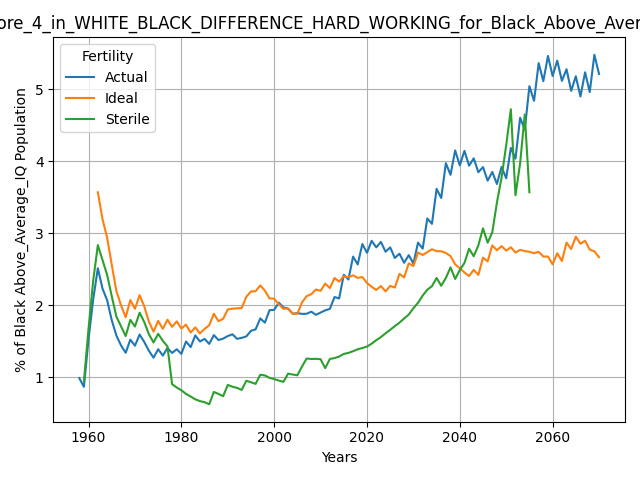 ore_4_in_WHITE_BLACK_DIFFERENCE_HARD_WORKING_for_Black_Above_Aver
Fertility
Actual
Ideal
Sterile
% of Black Above_Average_IQ Population
5
4
3
2
1
1960
1980
2000
2020
2040
2060
Years